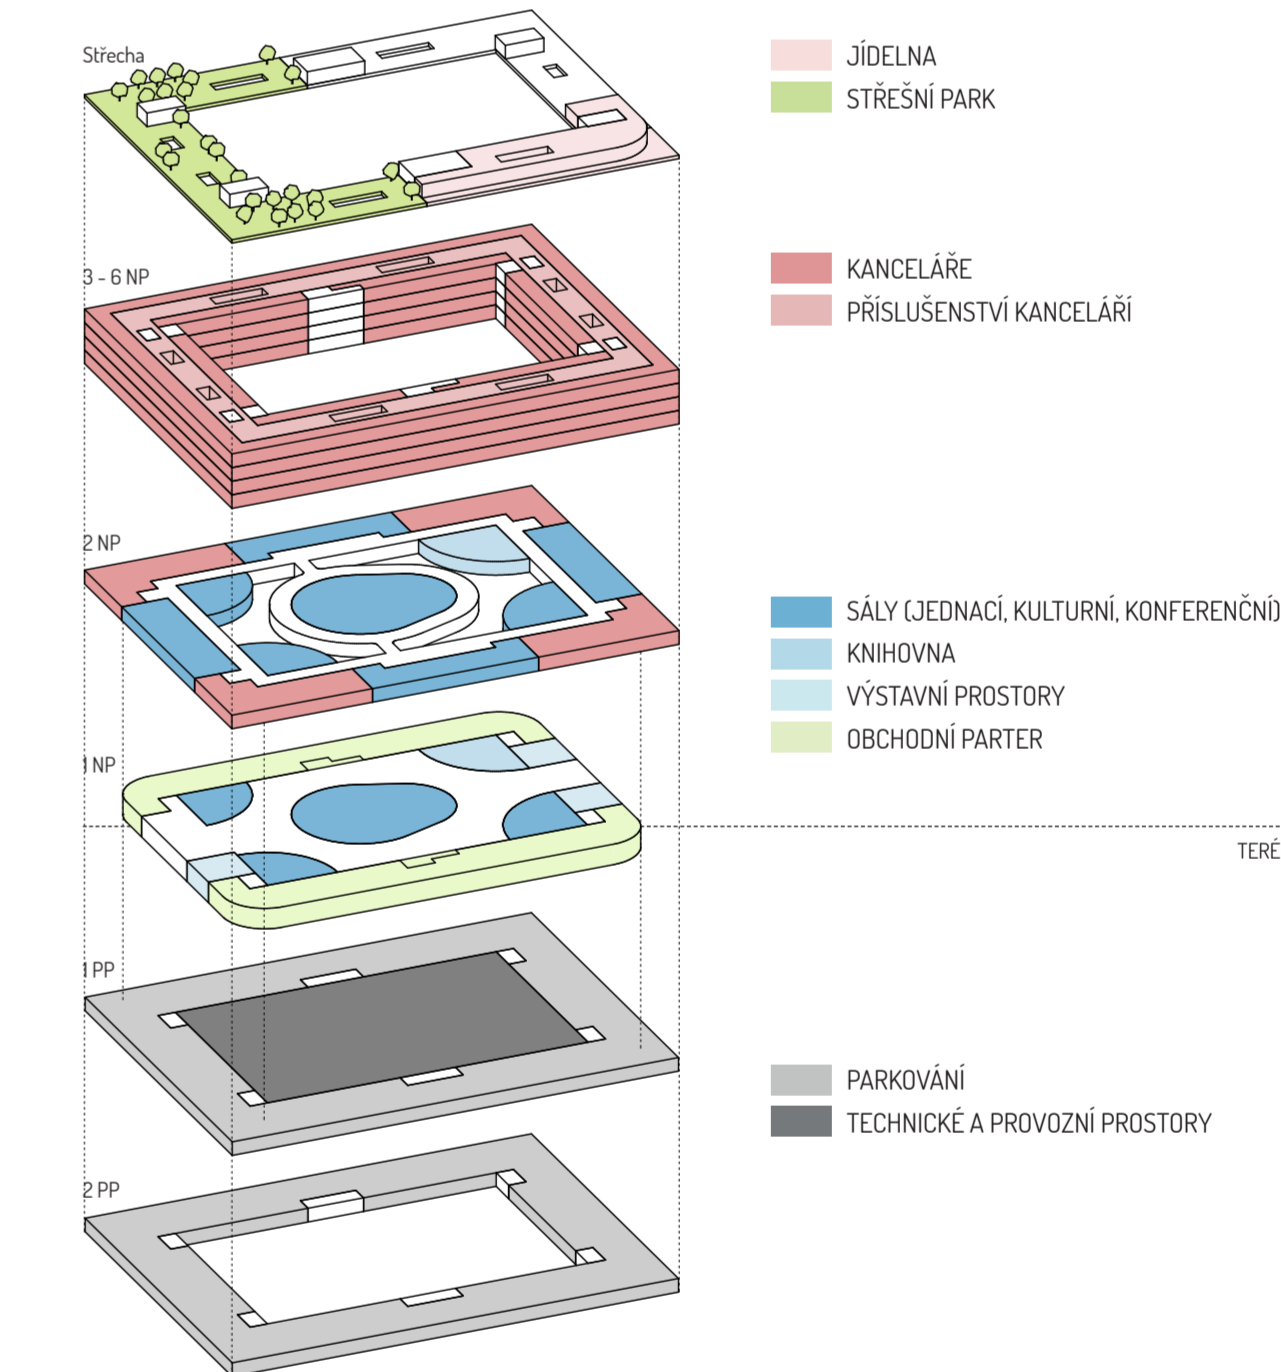 Střecha
JÍDELNA
STŘEŠNÍ PARK
3 - 6 NP
KANCELÁŘE
PŘÍSLUŠENSTVÍ KANCELÁŘÍ
2 NP
SÁLY (JEDNACÍ, KULTURNÍ, KONFERENČNÍ)
KNIHOVNA
VÝSTAVNÍ PROSTORY
OBCHODNÍ PARTER
1 NP
TERÉ
1 PP
PARKOVÁNÍ
TECHNICKÉ A PROVOZNÍ PROSTORY
2 PP